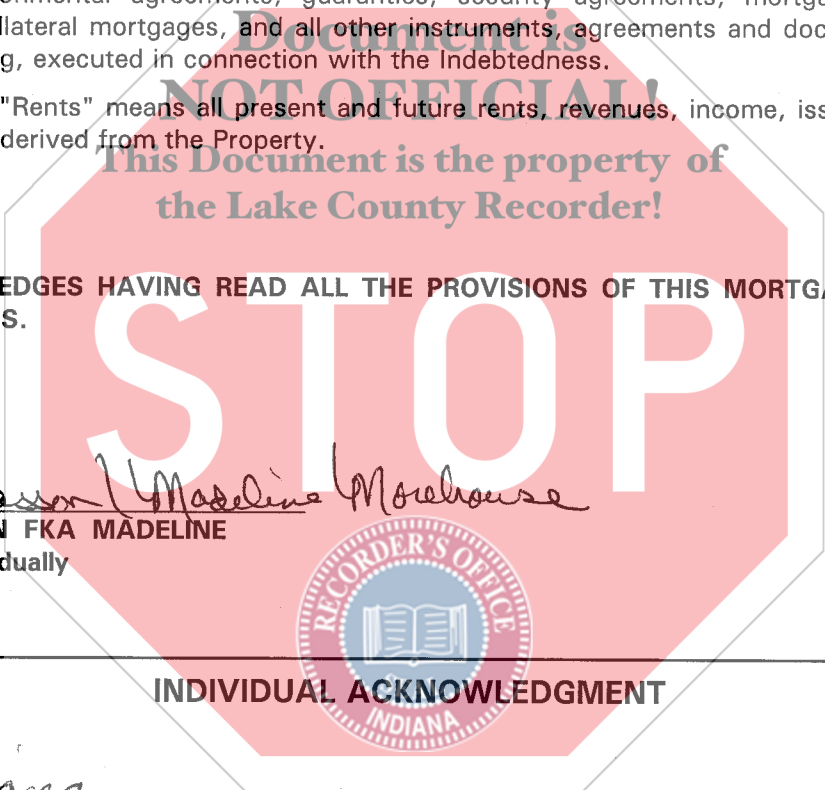 onmental agreements, guaranties, security agreements, mortga
llateral mortgages, and all other instruments, agreements and doc
g, executed in connection with the Indebtedness.
"Rents" means all present and future rents, revenues, income, iss
derived from the Property.
Document is
NOT OFFICIAL!
This Document is the property of
the Lake County Recorder!
EDGES HAVING READ ALL THE PROVISIONS OF THIS MORTGA
S.
STOP
sson / Madeline Morehouse
N FKA MADELINE
dually
RECORDER'S OFFICE
INDIANA
INDIVIDUAL ACKNOWLEDGMENT